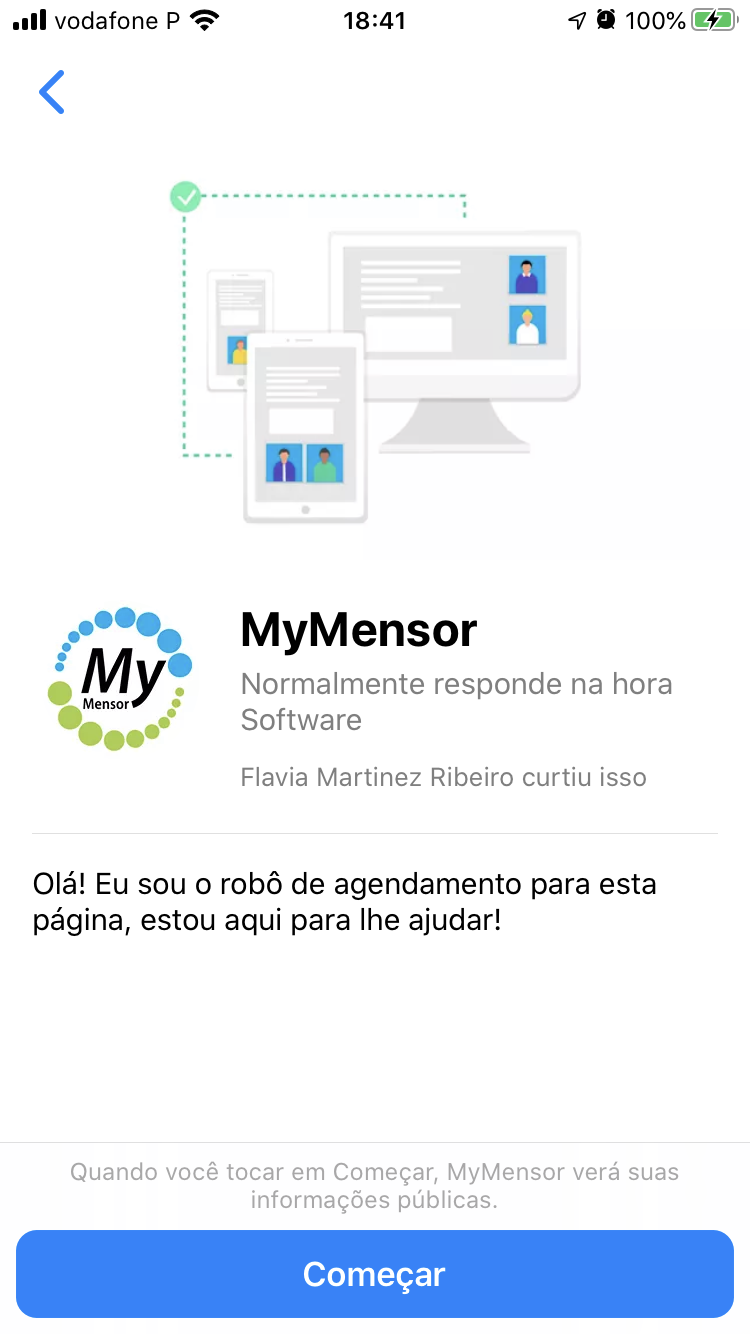 vodafone P 18:41 100%
MyMensor
My
Mensor
Normalmente responde na hora
Software
Flavia Martinez Ribeiro curtiu isso
Olá! Eu sou o robô de agendamento para esta
página, estou aqui para lhe ajudar!
Quando você tocar em Começar, MyMensor verá suas
informações públicas.
Começar